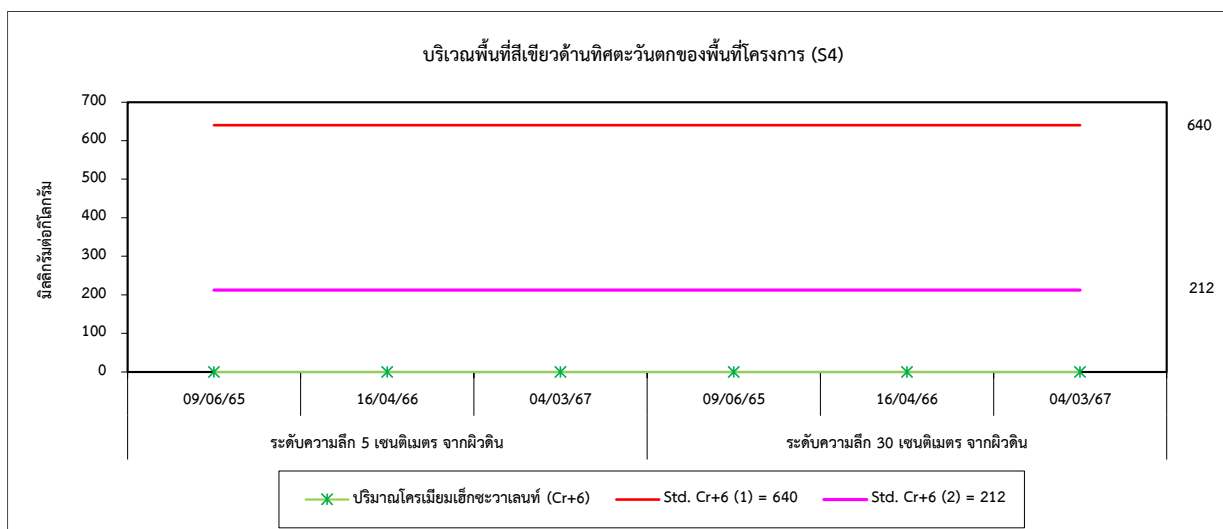 บริเวณพื้นที่สีเขียวด้านทิศตะวันตกของพื้นที่โครงการ (S4)
มิลลิกรัมต่อกิโลกรัม
700
600
500
400
300
200
100
0
640
212
09/06/65 16/04/66 04/03/67 09/06/65 16/04/66 04/03/67
ระดับความลึก 5 เซนติเมตร จากผิวดิน ระดับความลึก 30 เซนติเมตร จากผิวดิน
ปริมาณโครเมียมเฮ็กซะวาเลนท์ (Cr+6) Std. Cr+6 (1) = 640 Std. Cr+6 (2) = 212